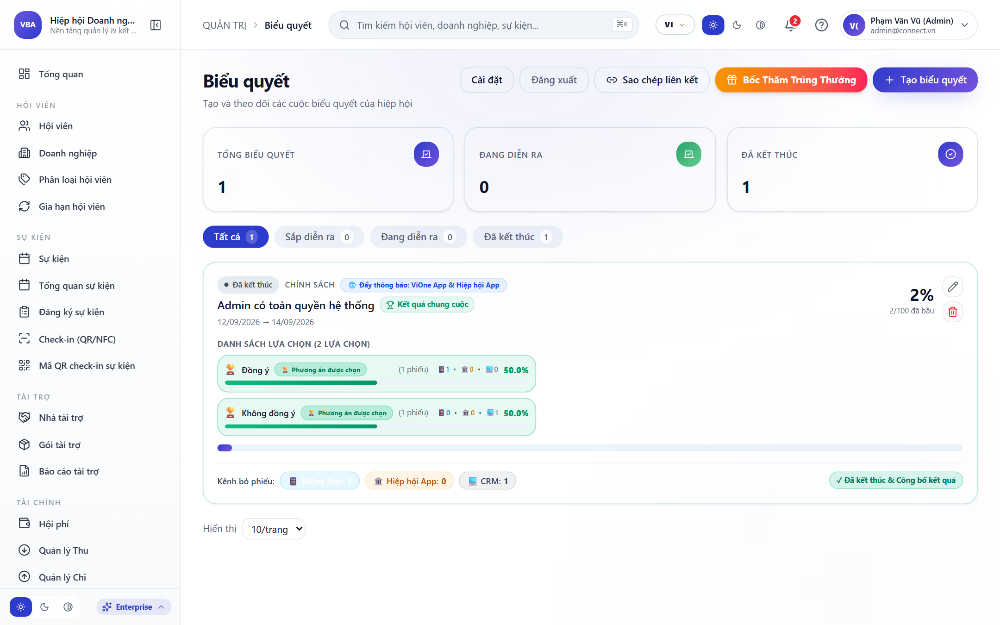 VBA
Hiệp hội Doanh ng...
Nền tảng quản lý & kết ...
QUẢN TRỊ > Biểu quyết
Tìm kiếm hội viên, doanh nghiệp, sự kiện...
⌘K
VI
2
V(
Phạm Văn Vũ (Admin)
admin@connect.vn
Tổng quan
HỘI VIÊN
Hội viên
Doanh nghiệp
Phân loại hội viên
Gia hạn hội viên
SỰ KIỆN
Sự kiện
Tổng quan sự kiện
Đăng ký sự kiện
Check-in (QR/NFC)
Mã QR check-in sự kiện
TÀI TRỢ
Nhà tài trợ
Gói tài trợ
Báo cáo tài trợ
TÀI CHÍNH
Hội phí
Quản lý Thu
Quản lý Chi
Enterprise
Biểu quyết
Tạo và theo dõi các cuộc biểu quyết của hiệp hội
Cài đặt
Đăng xuất
Sao chép liên kết
Bốc Thăm Trúng Thưởng
+ Tạo biểu quyết
TỔNG BIỂU QUYẾT
1
ĐANG DIỄN RA
0
ĐÃ KẾT THÚC
1
Tất cả 1
Sắp diễn ra 0
Đang diễn ra 0
Đã kết thúc 1
• Đã kết thúc
CHÍNH SÁCH
Đẩy thông báo: ViOne App & Hiệp hội App
Admin có toàn quyền hệ thống
Kết quả chung cuộc
12/09/2026 → 14/09/2026
2%
2/100 đã bầu
DANH SÁCH LỰA CHỌN (2 LỰA CHỌN)
Đồng ý Phương án được chọn (1 phiếu) 1 • 0 • 0 50.0%
Không đồng ý Phương án được chọn (1 phiếu) 0 • 0 • 1 50.0%
Kênh bỏ phiếu: ViOne App: 1 Hiệp hội App: 0 CRM: 1
✓ Đã kết thúc & Công bố kết quả
Hiển thị 10/trang